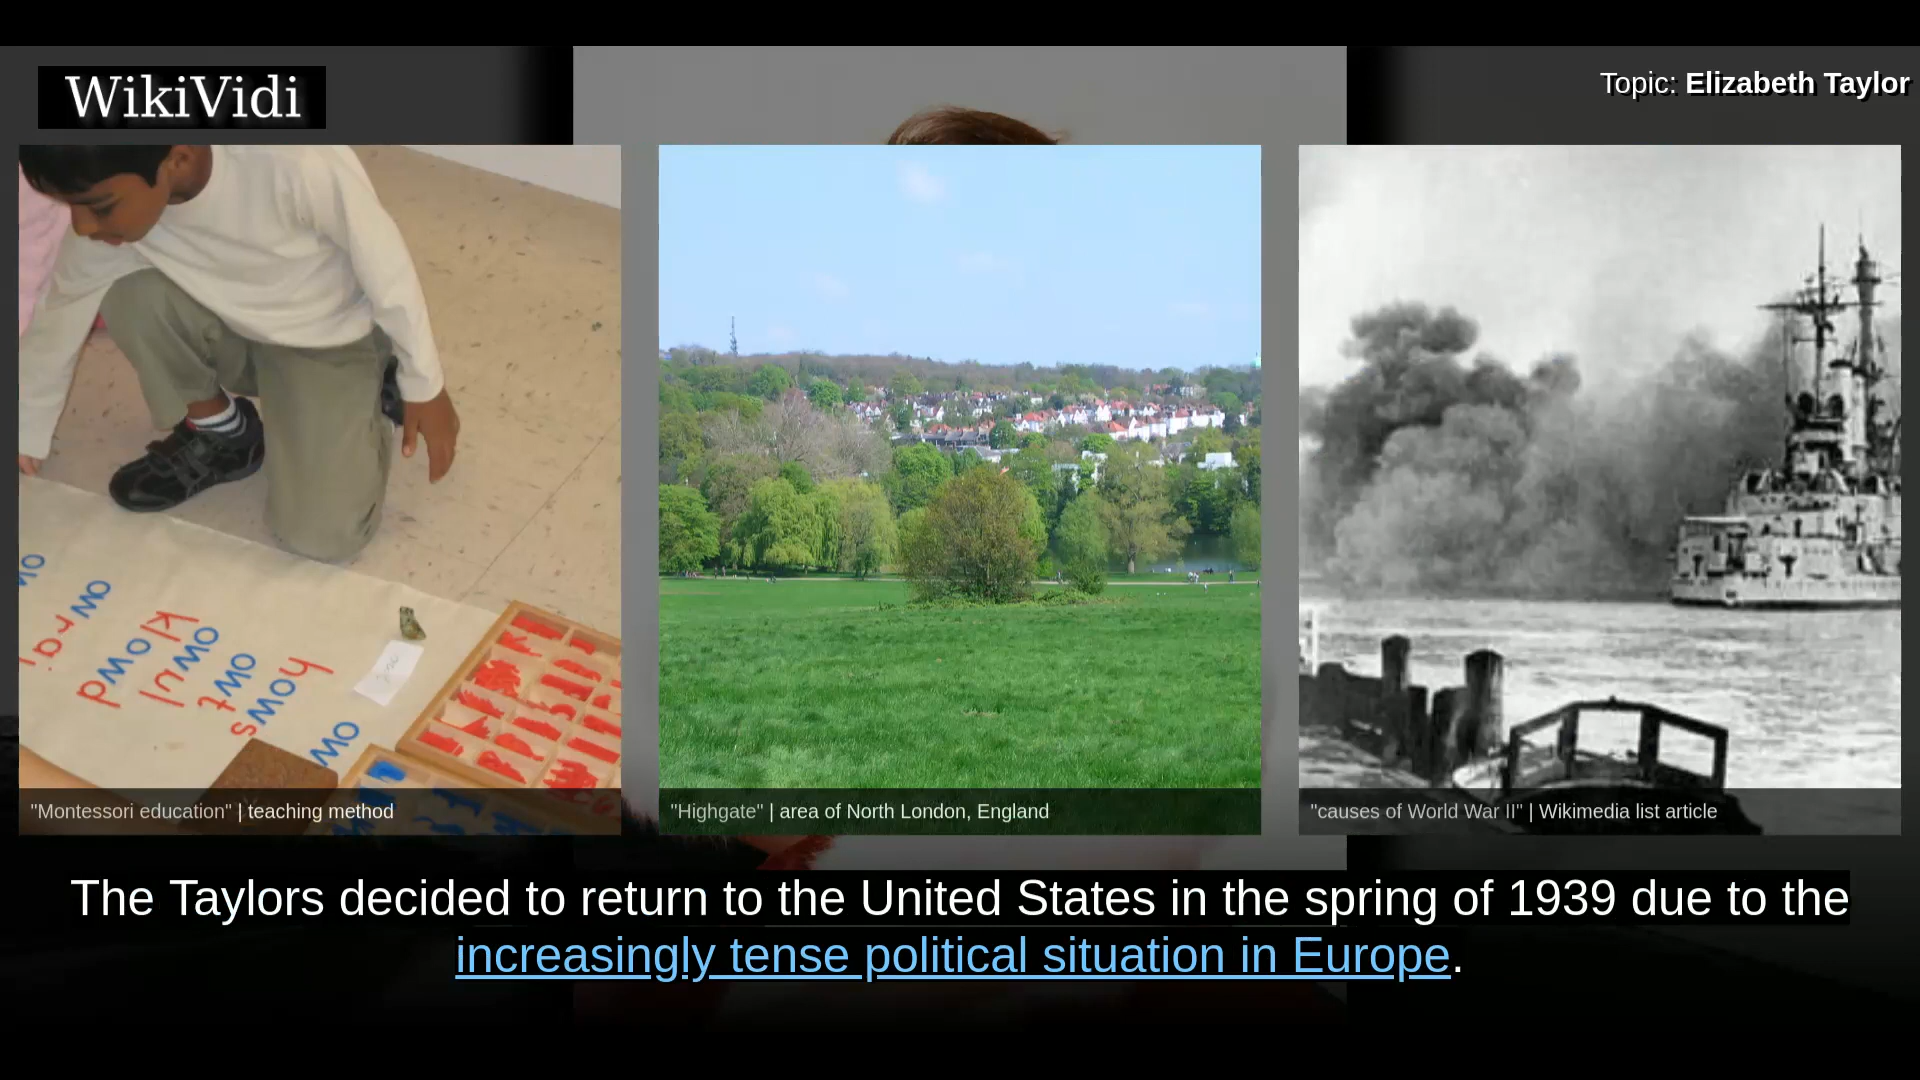 WikiVidi
Topic: Elizabeth Taylor
"Montessori education" | teaching method
"Highgate" | area of North London, England
"causes of World War II" | Wikimedia list article
The Taylors decided to return to the United States in the spring of 1939 due to the
increasingly tense political situation in Europe.